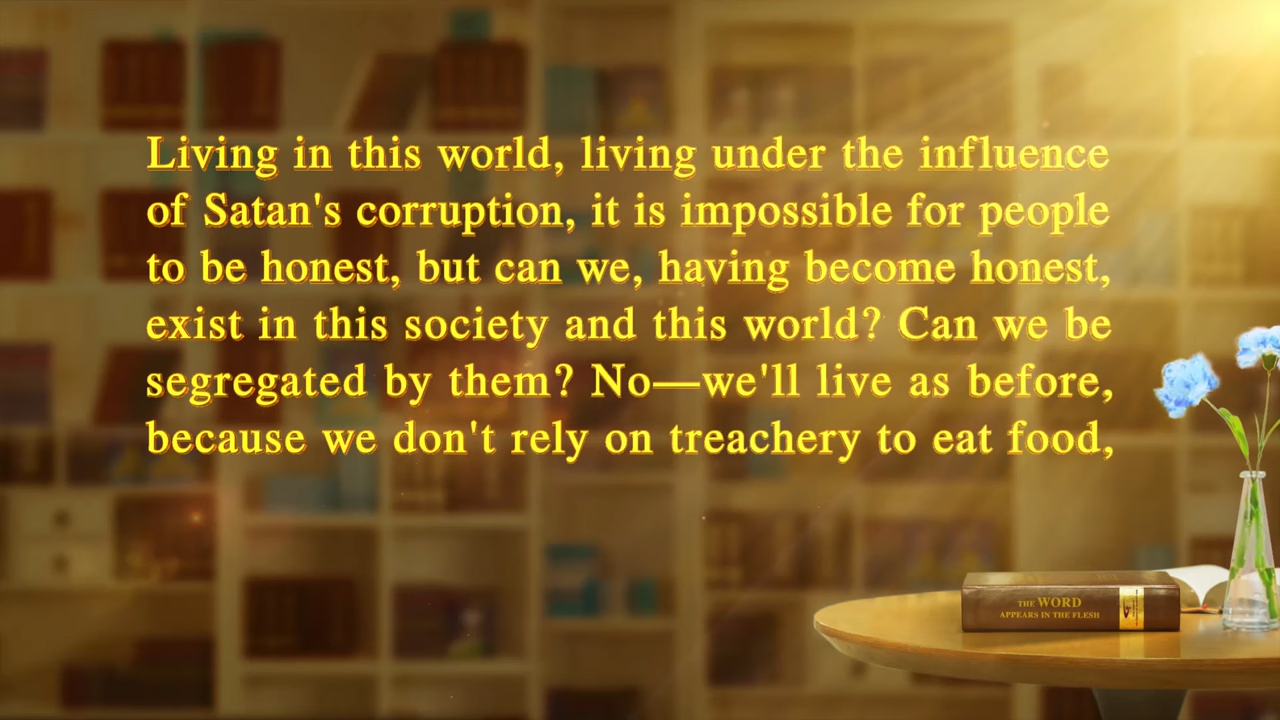 Living in this world, living under the influence
of Satan's corruption, it is impossible for people
to be honest, but can we, having become honest,
exist in this society and this world? Can we be
segregated by them? No—we'll live as before,
because we don't rely on treachery to eat food,
THE WORD
APPEARS IN THE FLESH